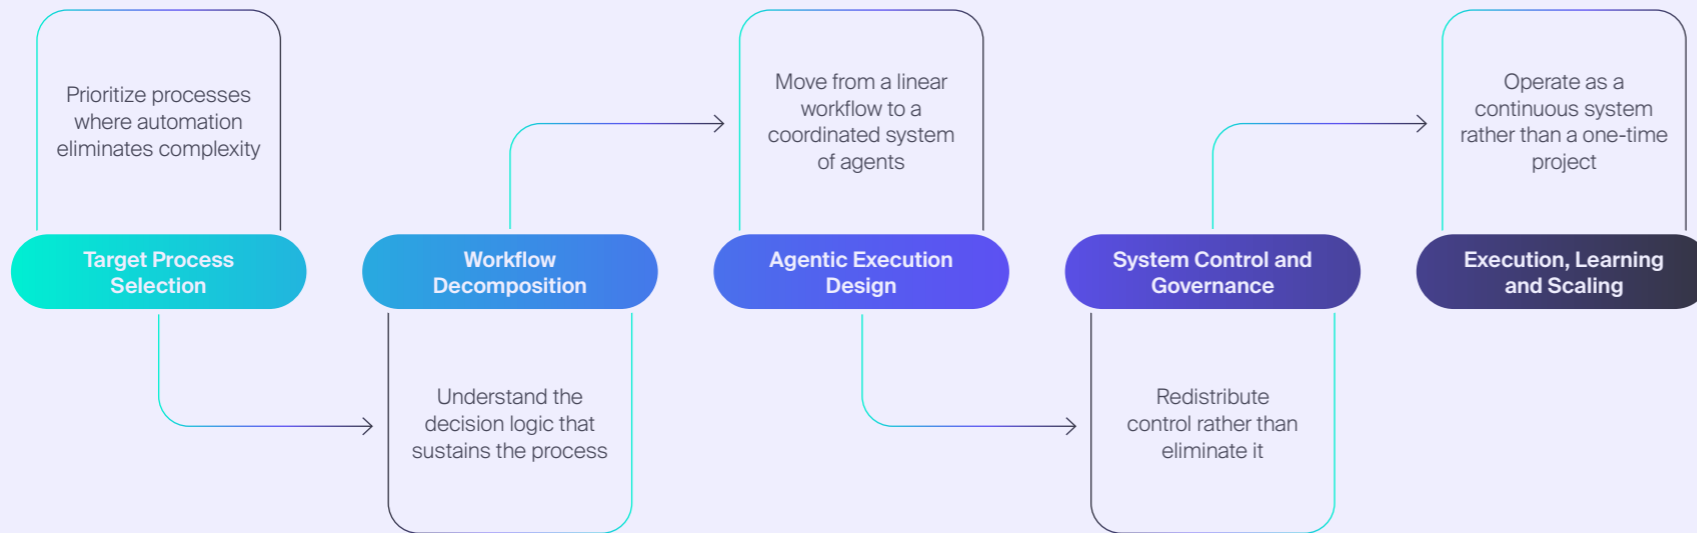 Prioritize processes
where automation
eliminates complexity
Target Process
Selection
Workflow
Decomposition
Understand the
decision logic that
sustains the process
Move from a linear
workflow to a
coordinated system
of agents
Agentic Execution
Design
System Control and
Governance
Redistribute
control rather than
eliminate it
Operate as a
continuous system
rather than a one-time
project
Execution, Learning
and Scaling